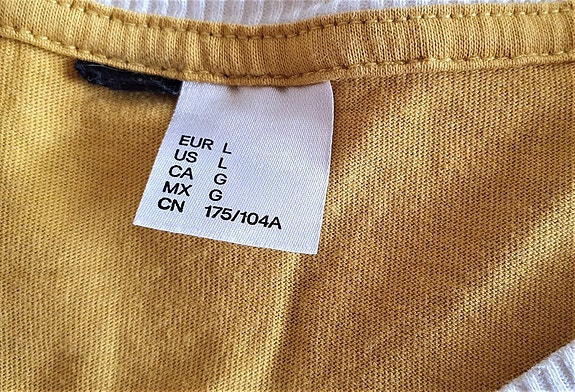 EUR L
US L
CA G
MX G
CN 175/104A